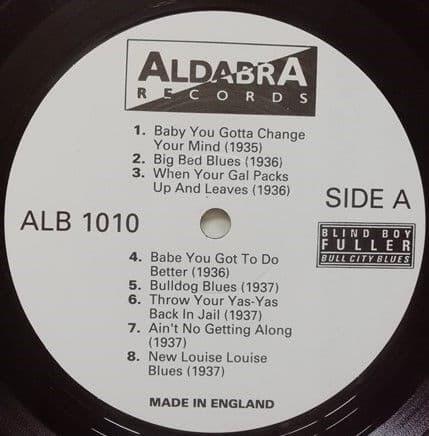 ALDABRA
RECORDS
1. Baby You Gotta Change
Your Mind (1935)
2. Big Bed Blues (1936)
3. When Your Gal Packs
Up And Leaves (1936)
SIDE A
ALB 1010
BLIND BOY
FULLER
BULL CITY BLUES
4. Babe You Got To Do
Better (1936)
5. Bulldog Blues (1937)
6. Throw Your Yas-Yas
Back In Jail (1937)
7. Ain't No Getting Along
(1937)
8. New Louise Louise
Blues (1937)
MADE IN ENGLAND